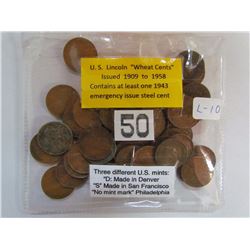 U.S. Lincoln "Wheat Cents"
Issued 1909 to 1958
Contains at least one 1943
emergency issue steel cent
L-10
50
Three different U.S. mints:
"D: Made in Denver
"S" Made in San Francisco
"No mint mark" Philadelphia